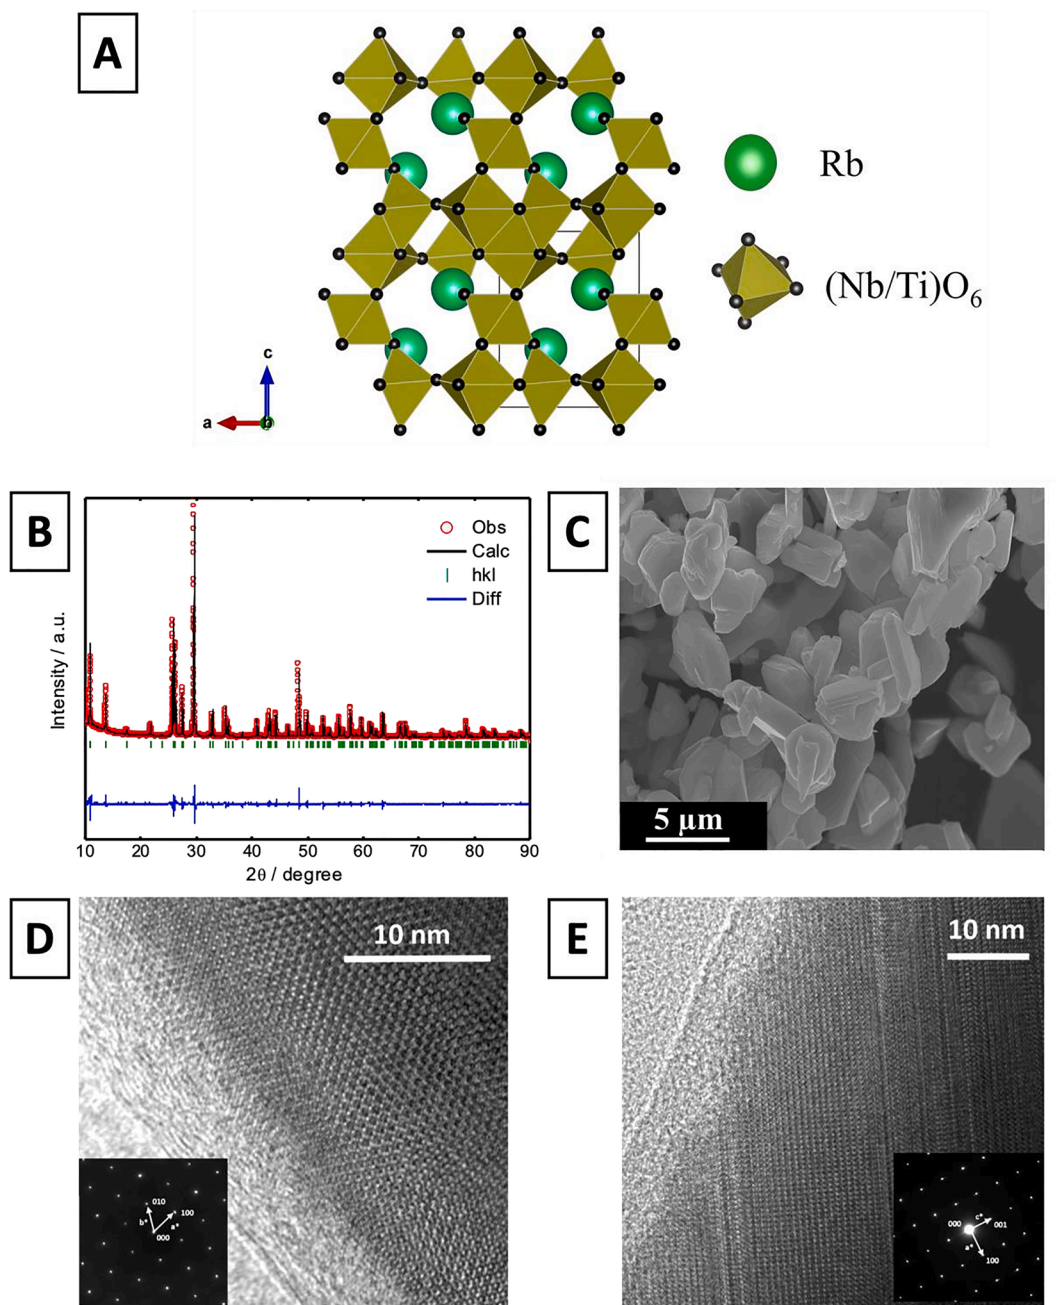 A
Rb
(Nb/Ti)O₆
c
a
b
B
Obs
Calc
hkl
Diff
Intensity / a.u.
10 20 30 40 50 60 70 80 90
2θ / degree
C
5 µm
D
10 nm
010
b*
100
a*
000
E
10 nm
c*
000
001
a*
100